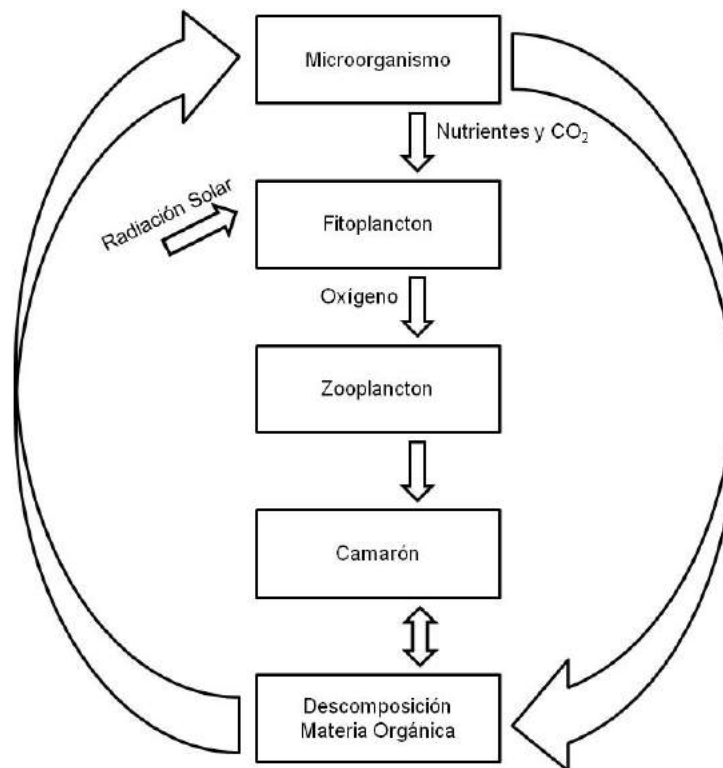 Microorganismo
Nutrientes y CO₂
Radiación Solar
Fitoplancton
Oxígeno
Zooplancton
Camarón
Descomposición
Materia Orgánica